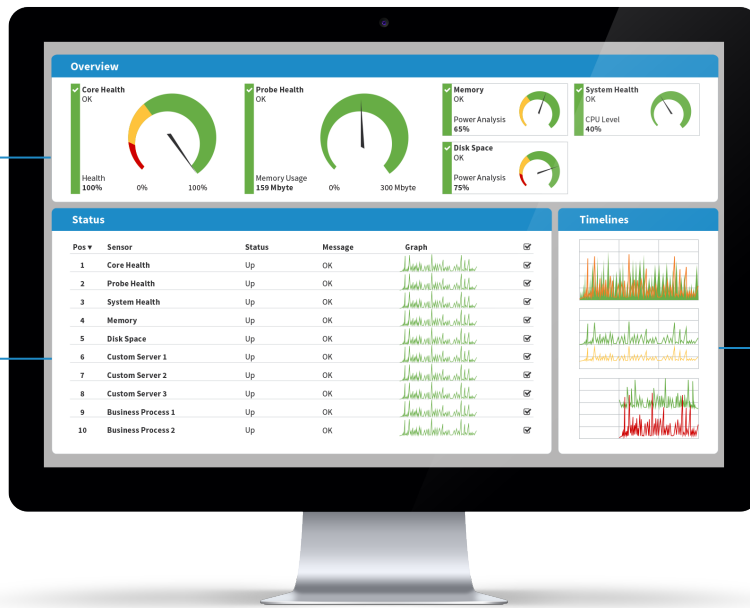 Overview
Core Health
OK
Health
100%
0%
100%
Probe Health
OK
Memory Usage
159 Mbyte
0%
300 Mbyte
Memory
OK
Power Analysis
65%
System Health
OK
CPU Level
40%
Disk Space
OK
Power Analysis
75%
Status
Pos ▾ Sensor Status Message Graph
1 Core Health Up OK
2 Probe Health Up OK
3 System Health Up OK
4 Memory Up OK
5 Disk Space Up OK
6 Custom Server 1 Up OK
7 Custom Server 2 Up OK
8 Custom Server 3 Up OK
9 Business Process 1 Up OK
10 Business Process 2 Up OK
Timelines